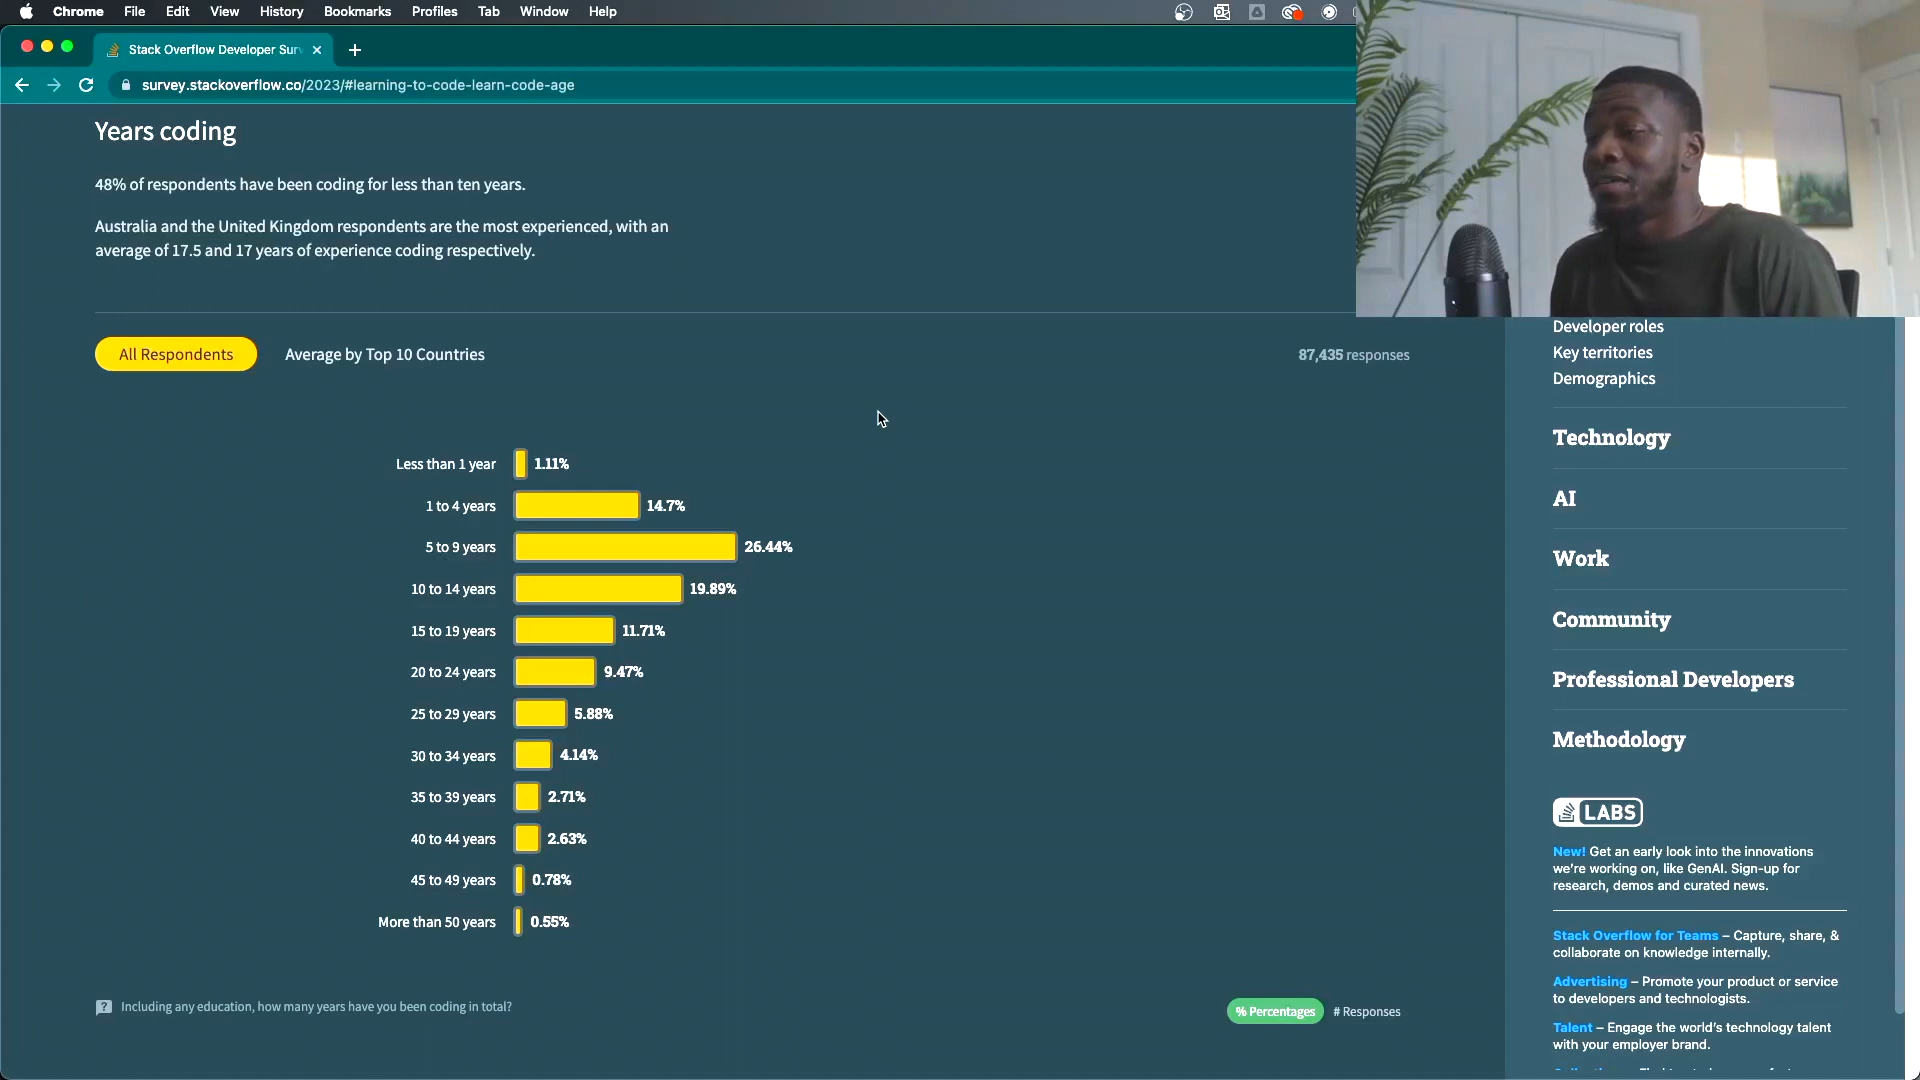 Chrome File Edit View History Bookmarks Profiles Tab Window Help
Stack Overflow Developer Sur
survey.stackoverflow.co/2023/#learning-to-code-learn-code-age
Years coding
48% of respondents have been coding for less than ten years.
Australia and the United Kingdom respondents are the most experienced, with an
average of 17.5 and 17 years of experience coding respectively.
All Respondents Average by Top 10 Countries 87,435 responses
Less than 1 year 1.11%
1 to 4 years 14.7%
5 to 9 years 26.44%
10 to 14 years 19.89%
15 to 19 years 11.71%
20 to 24 years 9.47%
25 to 29 years 5.88%
30 to 34 years 4.14%
35 to 39 years 2.71%
40 to 44 years 2.63%
45 to 49 years 0.78%
More than 50 years 0.55%
? Including any education, how many years have you been coding in total?
% Percentages # Responses
Developer roles
Key territories
Demographics
Technology
AI
Work
Community
Professional Developers
Methodology
LABS
New! Get an early look into the innovations
we're working on, like GenAI. Sign-up for
research, demos and curated news.
Stack Overflow for Teams – Capture, share, &
collaborate on knowledge internally.
Advertising – Promote your product or service
to developers and technologists.
Talent – Engage the world's technology talent
with your employer brand.